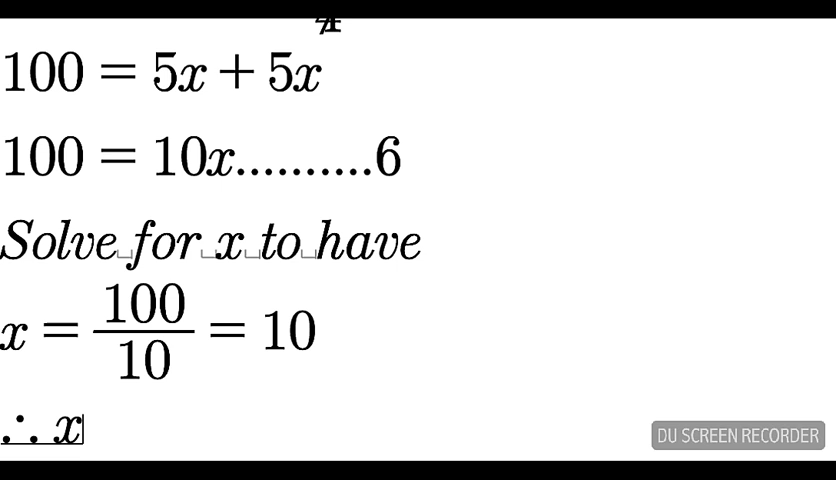 100 = 5x + 5x
100 = 10x..........6
Solve for x to have
x = 100/10 = 10
∴ x
DU SCREEN RECORDER